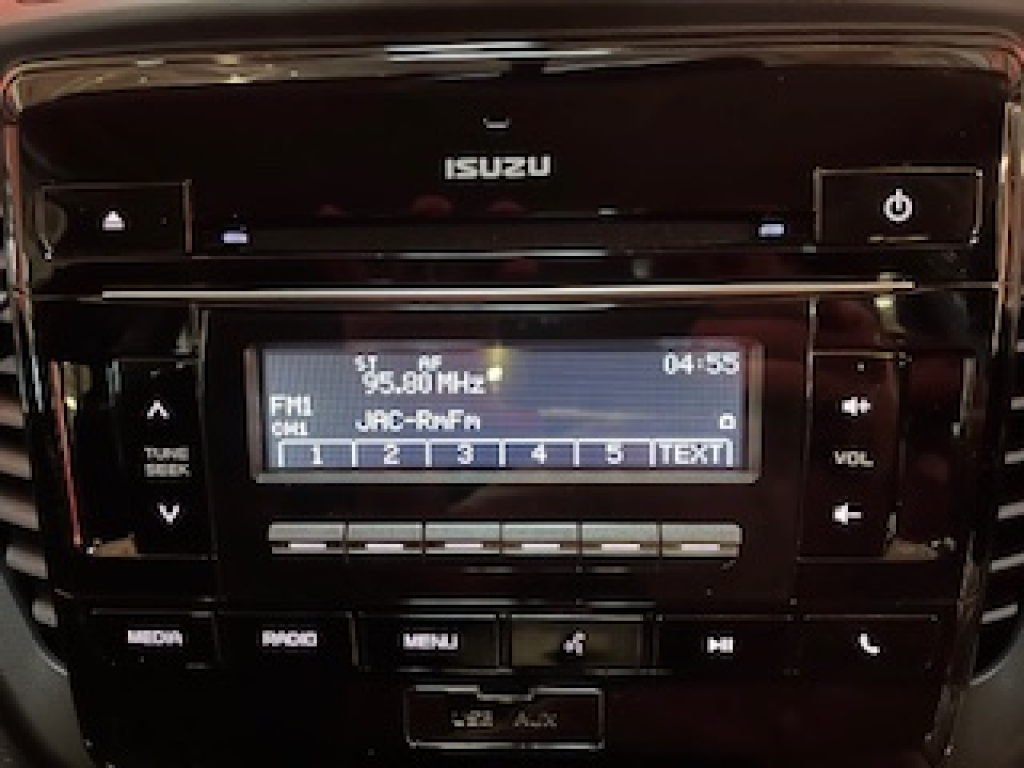 ISUZU
ST AF 04:55
95.80 MHz
FM1
CH1 JAC-RmFm
1 2 3 4 5 TEXT
TUNE
SEEK
VOL
MEDIA RADIO MENU
USB AUX